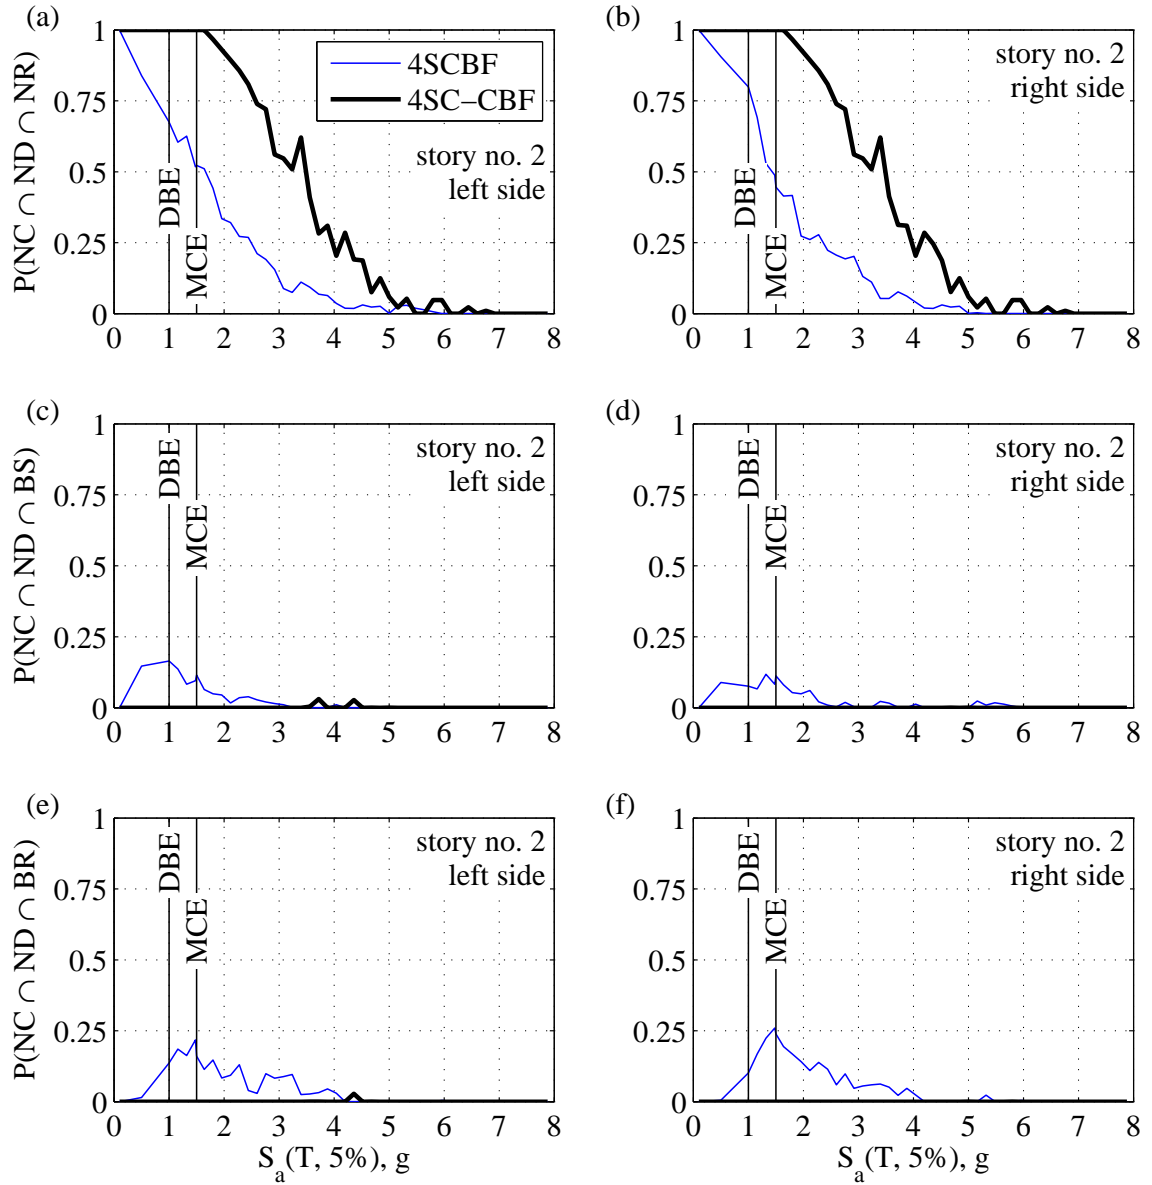 (a)
1
0.75
0.5
0.25
0
P(NC ∩ ND ∩ NR)
4SCBF
4SC−CBF
story no. 2
left side
DBE
MCE
0 1 2 3 4 5 6 7 8
(b)
1
0.75
0.5
0.25
0
story no. 2
right side
DBE
MCE
0 1 2 3 4 5 6 7 8
(c)
1
0.75
0.5
0.25
0
P(NC ∩ ND ∩ BS)
story no. 2
left side
DBE
MCE
0 1 2 3 4 5 6 7 8
(d)
1
0.75
0.5
0.25
0
story no. 2
right side
DBE
MCE
0 1 2 3 4 5 6 7 8
(e)
1
0.75
0.5
0.25
0
P(NC ∩ ND ∩ BR)
story no. 2
left side
DBE
MCE
0 1 2 3 4 5 6 7 8
S_a(T, 5%), g
(f)
1
0.75
0.5
0.25
0
story no. 2
right side
DBE
MCE
0 1 2 3 4 5 6 7 8
S_a(T, 5%), g